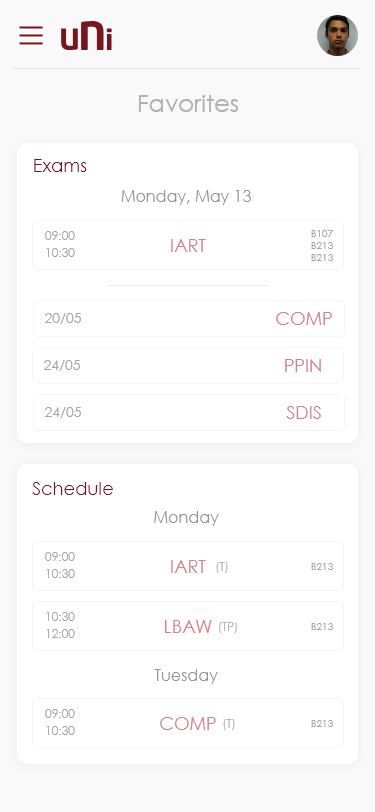 uni
Favorites
Exams
Monday, May 13
09:00
10:30
IART
B107
B213
B213
20/05 COMP
24/05 PPIN
24/05 SDIS
Schedule
Monday
09:00
10:30
IART (T)
B213
10:30
12:00
LBAW (TP)
B213
Tuesday
09:00
10:30
COMP (T)
B213